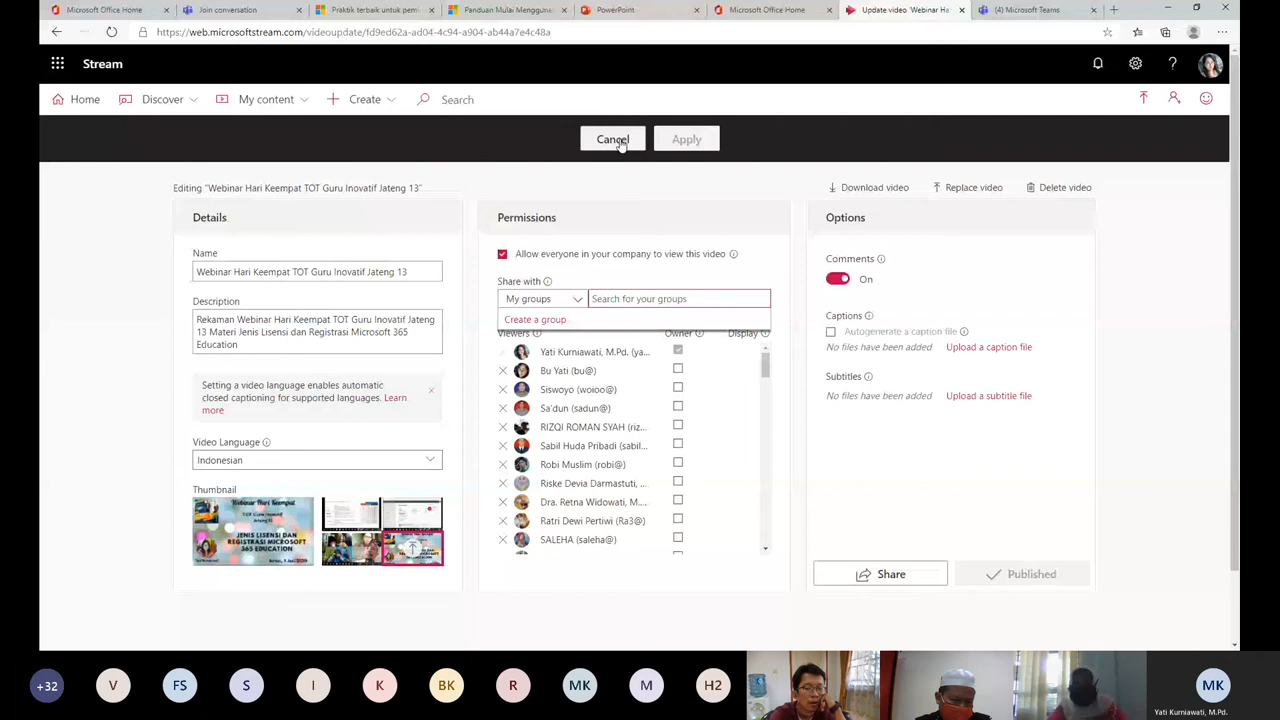 Microsoft Office Home
Join conversation
Praktik terbaik untuk pem
Panduan Mulai Mengguna
PowerPoint
Microsoft Office Home
Update video 'Webinar Ha
(4) Microsoft Teams
https://web.microsoftstream.com/videoupdate/fd9ed62a-ad04-4c94-a904-ab44a7e4c48a
Stream
Home
Discover
My content
Create
Search
Cancel
Apply
Editing "Webinar Hari Keempat TOT Guru Inovatif Jateng 13"
Download video
Replace video
Delete video
Details
Name
Webinar Hari Keempat TOT Guru Inovatif Jateng 13
Description
Rekaman Webinar Hari Keempat TOT Guru Inovatif Jateng
13 Materi Jenis Lisensi dan Registrasi Microsoft 365
Education
Setting a video language enables automatic
closed captioning for supported languages. Learn
more
Video Language
Indonesian
Thumbnail
Webinar Hari Keempat
JENIS LISENSI DAN
REGISTRASI MICROSOFT
365 EDUCATION
Permissions
Allow everyone in your company to view this video
Share with
My groups
Search for your groups
Create a group
Viewers
Owner
Display
Yati Kurniawati, M.Pd. (ya...
Bu Yati (bu@)
Siswoyo (woioo@)
Sa'dun (sadun@)
RIZQI ROMAN SYAH (riz...
Sabil Huda Pribadi (sabil...
Robi Muslim (robi@)
Riske Devia Darmastuti, ...
Dra. Retna Widowati, M....
Ratri Dewi Pertiwi (Ra3@)
SALEHA (saleha@)
Options
Comments
On
Captions
Autogenerate a caption file
No files have been added
Upload a caption file
Subtitles
No files have been added
Upload a subtitle file
Share
Published
+32
V
FS
S
I
K
BK
R
MK
M
H2
MK
Yati Kurniawati, M.Pd.